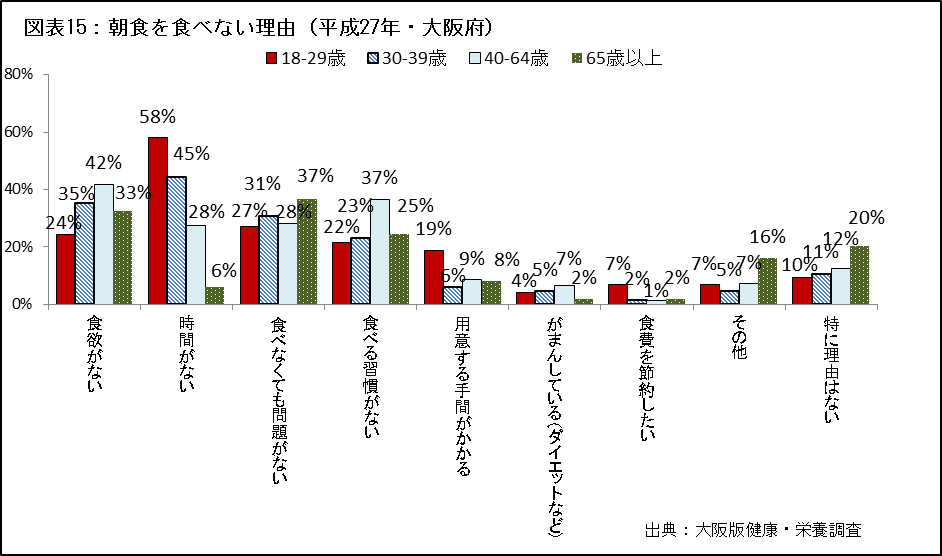 図表15：朝食を食べない理由（平成27年・大阪府）
18-29歳 30-39歳 40-64歳 65歳以上
80%
60%
40%
20%
0%
24% 35% 42% 33%
58% 45% 28% 6%
27% 31% 28% 37%
22% 23% 37% 25%
19% 6% 9% 8%
4% 5% 7% 2%
7% 2% 1% 2%
7% 5% 7% 16%
10% 11% 12% 20%
食欲がない
時間がない
食べなくても問題がない
食べる習慣がない
用意する手間がかかる
がまんしている（ダイエットなど）
食費を節約したい
その他
特に理由はない
出典：大阪版健康・栄養調査